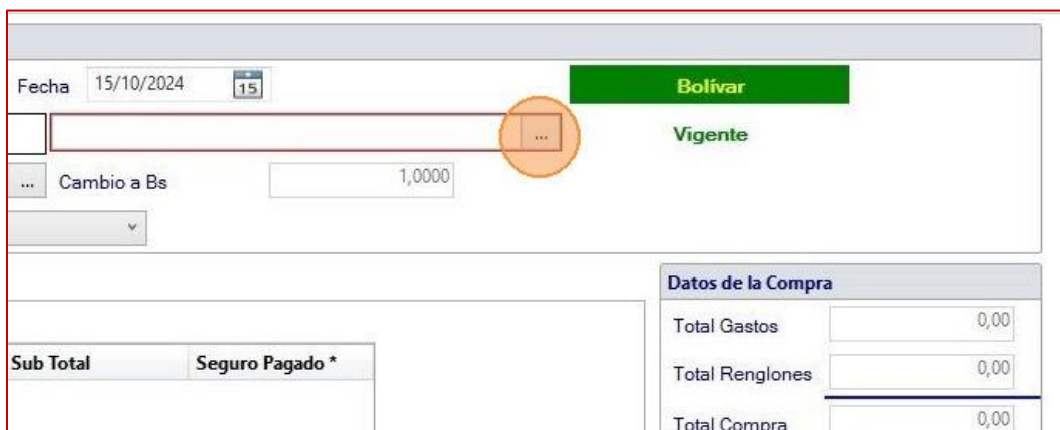 Fecha 15/10/2024 15 Bolívar
... Vigente
... Cambio a Bs 1,0000
Datos de la Compra
Total Gastos 0,00
Sub Total Seguro Pagado *
Total Renglones 0,00
Total Compra 0,00